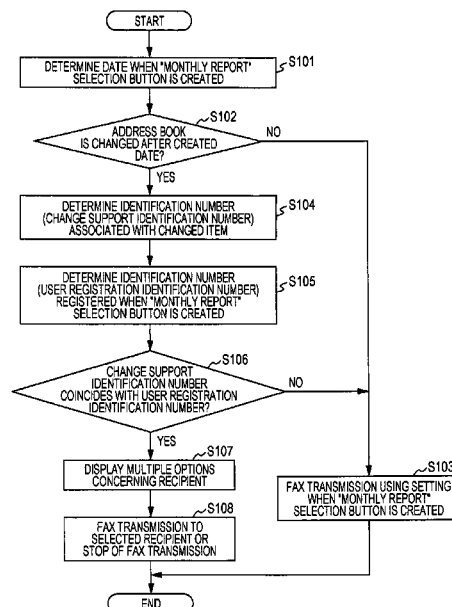 START
DETERMINE DATE WHEN "MONTHLY REPORT"
SELECTION BUTTON IS CREATED
S101
S102
ADDRESS BOOK
IS CHANGED AFTER CREATED
DATE?
NO
YES
DETERMINE IDENTIFICATION NUMBER
(CHANGE SUPPORT IDENTIFICATION NUMBER)
ASSOCIATED WITH CHANGED ITEM
S104
DETERMINE IDENTIFICATION NUMBER
(USER REGISTRATION IDENTIFICATION NUMBER)
REGISTERED WHEN "MONTHLY REPORT"
SELECTION BUTTON IS CREATED
S105
S106
CHANGE SUPPORT
IDENTIFICATION NUMBER
COINCIDES WITH USER REGISTRATION
IDENTIFICATION NUMBER?
NO
YES
S107
DISPLAY MULTIPLE OPTIONS
CONCERNING RECIPIENT
S103
FAX TRANSMISSION USING SETTING
WHEN "MONTHLY REPORT"
SELECTION BUTTON IS CREATED
S108
FAX TRANSMISSION TO
SELECTED RECIPIENT OR
STOP OF FAX TRANSMISSION
END